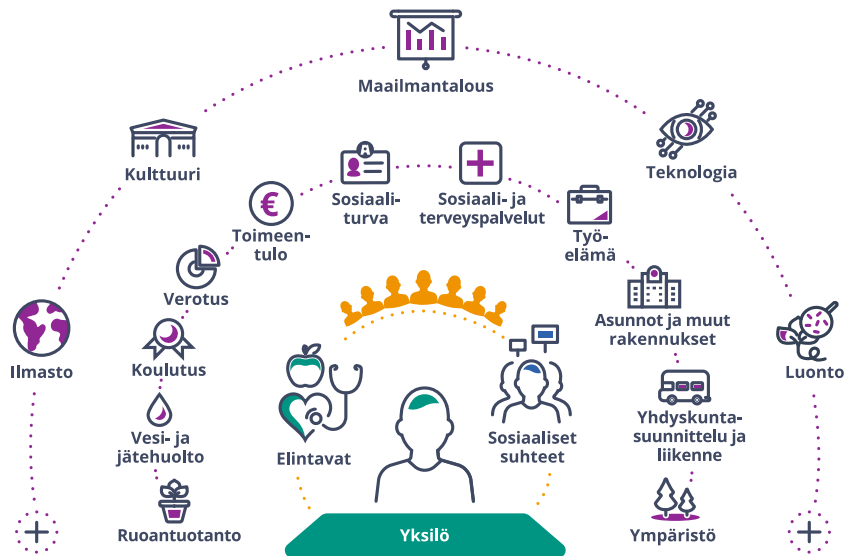 Maailmantalous
Kulttuuri
Teknologia
Sosiaali-
turva
Sosiaali- ja
terveyspalvelut
Toimeen-
tulo
Työ-
elämä
Verotus
Asunnot ja muut
rakennukset
Ilmasto
Koulutus
Luonto
Vesi- ja
jätehuolto
Elintavat
Sosiaaliset
suhteet
Yhdyskunta-
suunnittelu ja
liikenne
Ruoantuotanto
Yksilö
Ympäristö